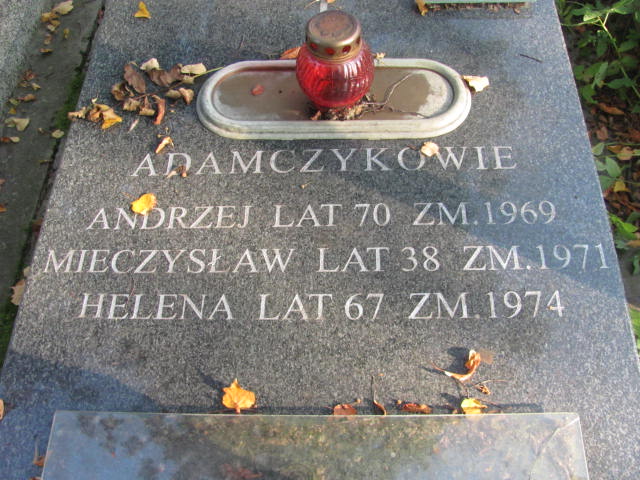 ADAMCZYKOWIE
ANDRZEJ LAT 70 ZM.1969
MIECZYSŁAW LAT 38 ZM.1971
HELENA LAT 67 ZM.1974